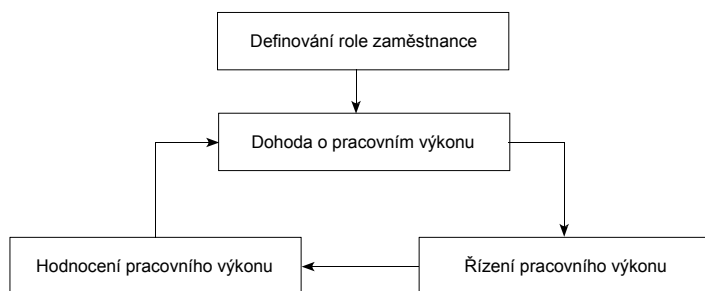 Definování role zaměstnance
Dohoda o pracovním výkonu
Hodnocení pracovního výkonu
Řízení pracovního výkonu